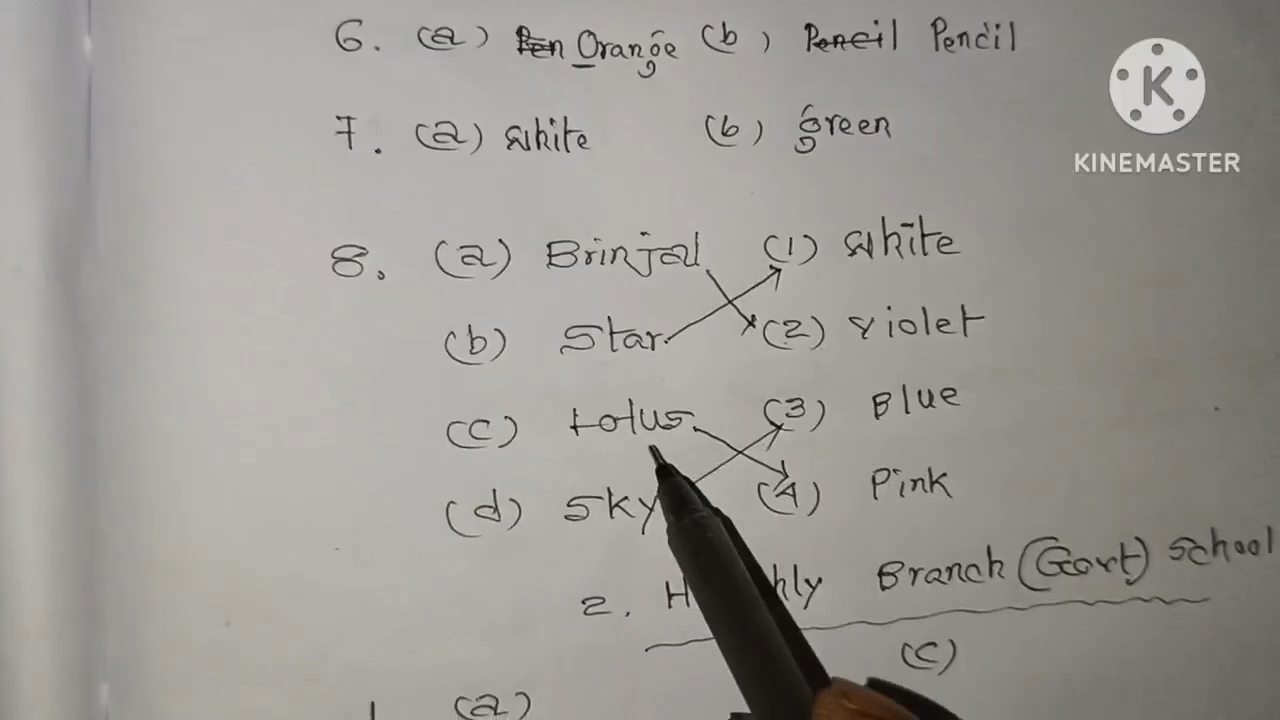 6. (a) Pen Orange (b) Pencil Pencil
7. (a) White (b) green
8. (a) Brinjal (1) White
(b) Star (2) Violet
(c) Lotus (3) Blue
(d) Sky (4) Pink
2. Branch (Govt) School
1 (a) (c)
KINEMASTER